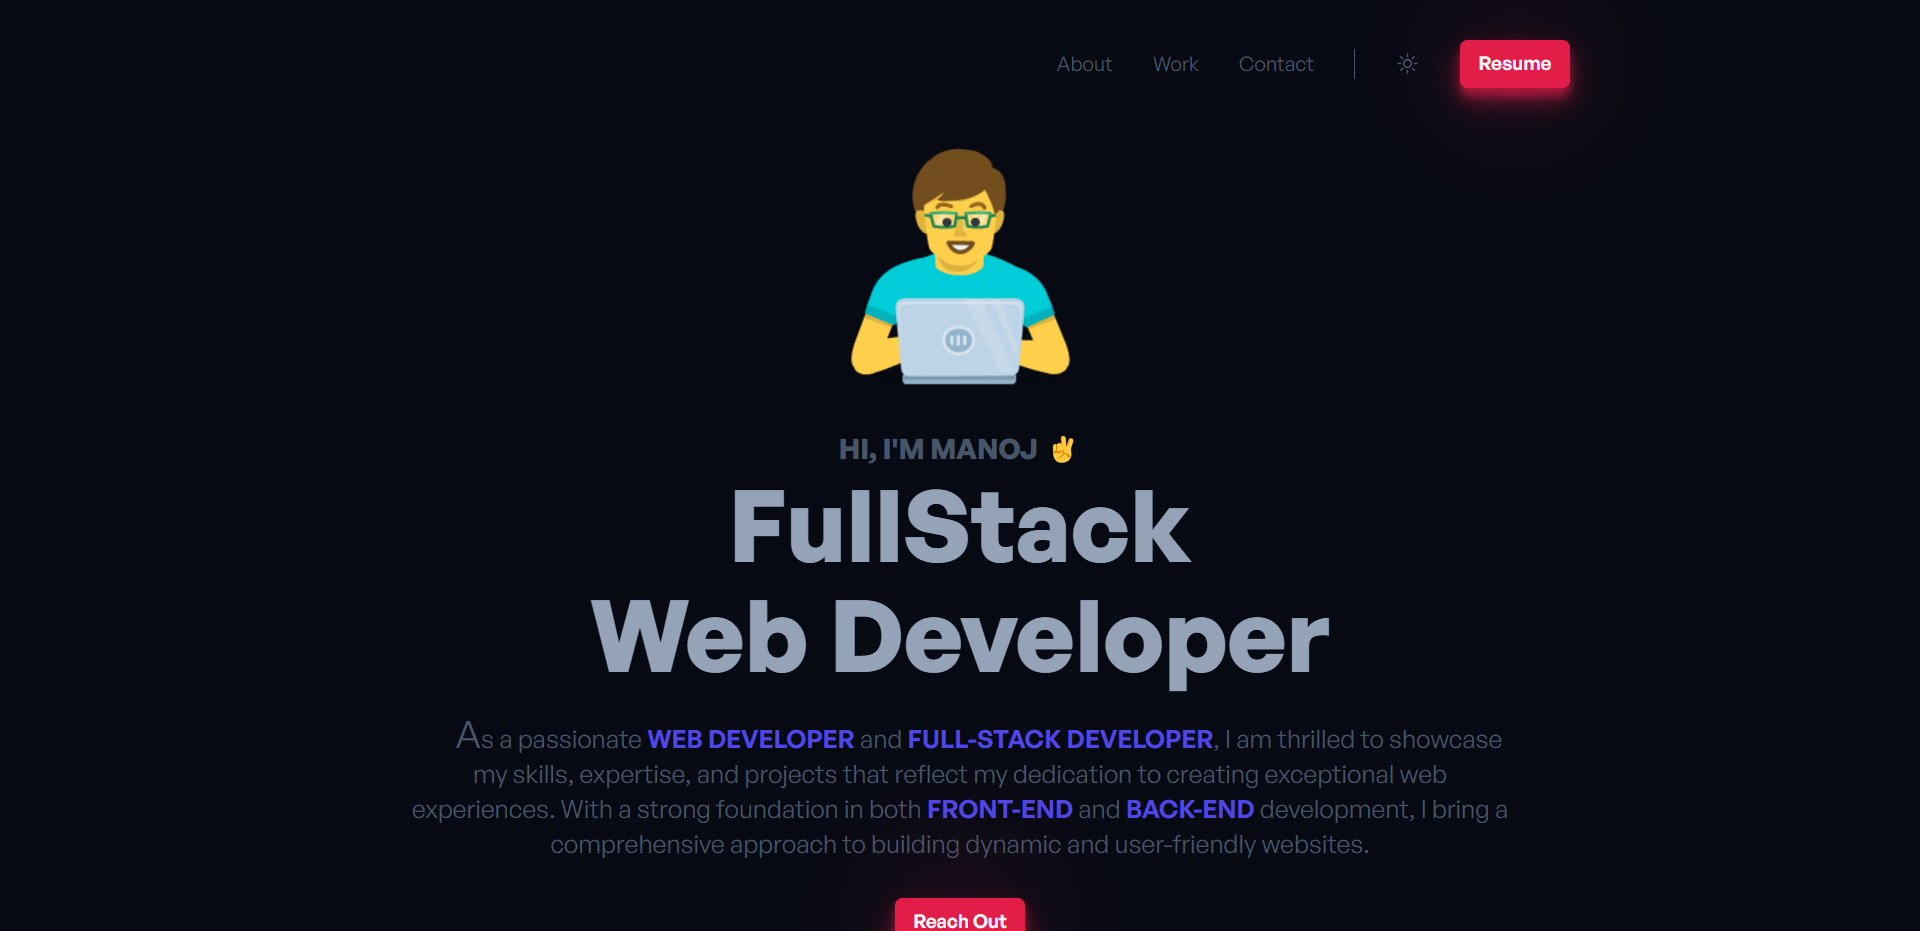 About Work Contact Resume
HI, I'M MANOJ ✌
FullStack
Web Developer
As a passionate WEB DEVELOPER and FULL-STACK DEVELOPER, I am thrilled to showcase
my skills, expertise, and projects that reflect my dedication to creating exceptional web
experiences. With a strong foundation in both FRONT-END and BACK-END development, I bring a
comprehensive approach to building dynamic and user-friendly websites.
Reach Out